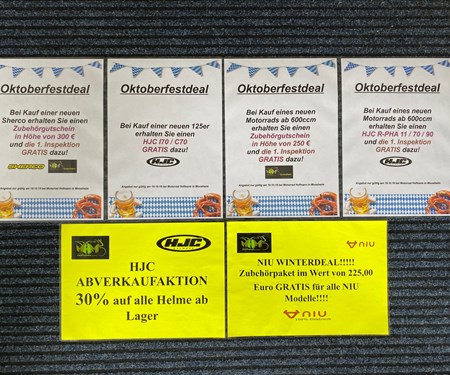 Oktoberfestdeal
Bei Kauf einer neuen
Sherco erhalten Sie einen
Zubehörgutschein
in Höhe von 300 €
und die 1. Inspektion
GRATIS dazu!
SHERCO
Oktoberfestdeal
Bei Kauf einer neuen 125er
erhalten Sie einen
HJC I70 / C70
GRATIS dazu!
HJC
Oktoberfestdeal
Bei Kauf eines neuen
Motorrads ab 600ccm
erhalten Sie einen
Zubehörgutschein
in Höhe von 250 €
und die 1. Inspektion
GRATIS dazu!
Oktoberfestdeal
Bei Kauf eines neuen
Motorrads ab 600ccm
erhalten Sie einen
HJC R-PHA 11 / 70 / 90
und die 1. Inspektion
GRATIS dazu!
HJC
HJC
HJC
ABVERKAUFAKTION
30% auf alle Helme ab
Lager
NIU
NIU WINTERDEAL!!!!!
Zubehörpaket im Wert von 225,00
Euro GRATIS für alle NIU
Modelle!!!!
NIU